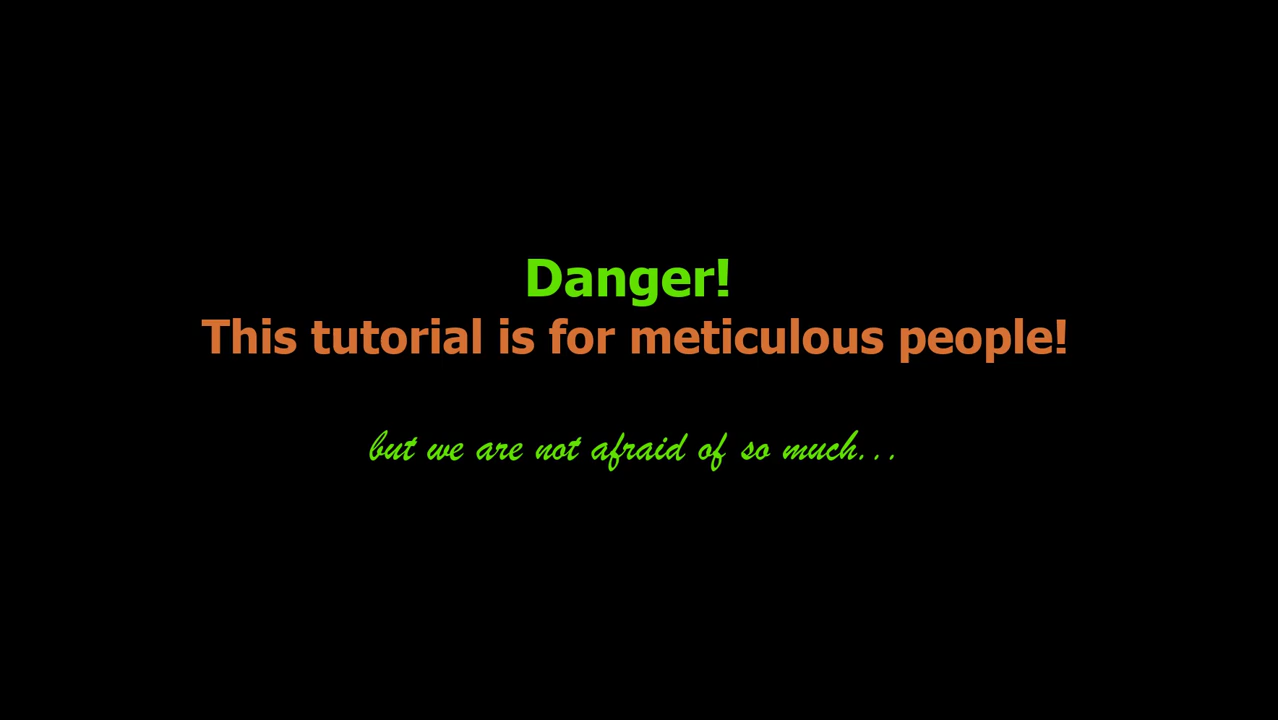 Danger!
This tutorial is for meticulous people!
but we are not afraid of so much...